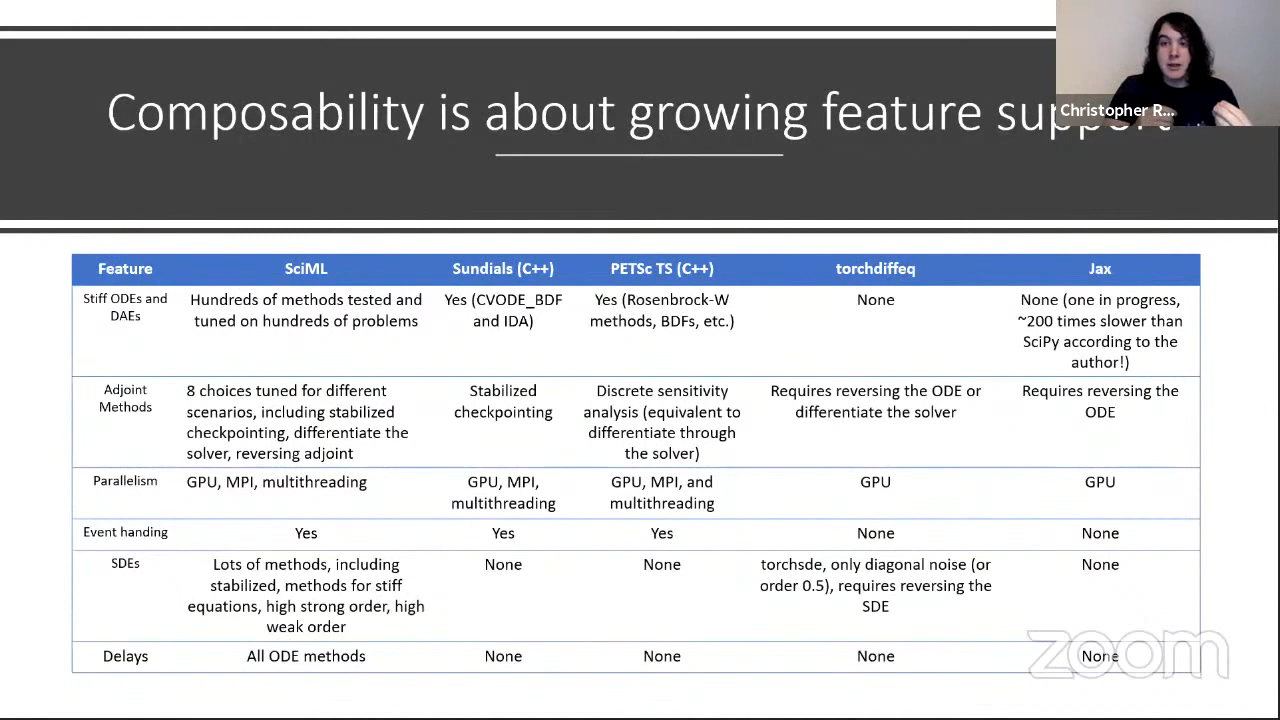 Composability is about growing feature support
Christopher R...
Feature SciML Sundials (C++) PETSc TS (C++) torchdiffeq Jax
Stiff ODEs and
DAEs
Hundreds of methods tested and
tuned on hundreds of problems
Yes (CVODE_BDF
and IDA)
Yes (Rosenbrock-W
methods, BDFs, etc.)
None
None (one in progress,
~200 times slower than
SciPy according to the
author!)
Adjoint
Methods
8 choices tuned for different
scenarios, including stabilized
checkpointing, differentiate the
solver, reversing adjoint
Stabilized
checkpointing
Discrete sensitivity
analysis (equivalent to
differentiate through
the solver)
Requires reversing the ODE or
differentiate the solver
Requires reversing the
ODE
Parallelism
GPU, MPI, multithreading
GPU, MPI,
multithreading
GPU, MPI, and
multithreading
GPU
GPU
Event handing Yes Yes Yes None None
SDEs
Lots of methods, including
stabilized, methods for stiff
equations, high strong order, high
weak order
None
None
torchsde, only diagonal noise (or
order 0.5), requires reversing the
SDE
None
Delays All ODE methods None None None None
zoom